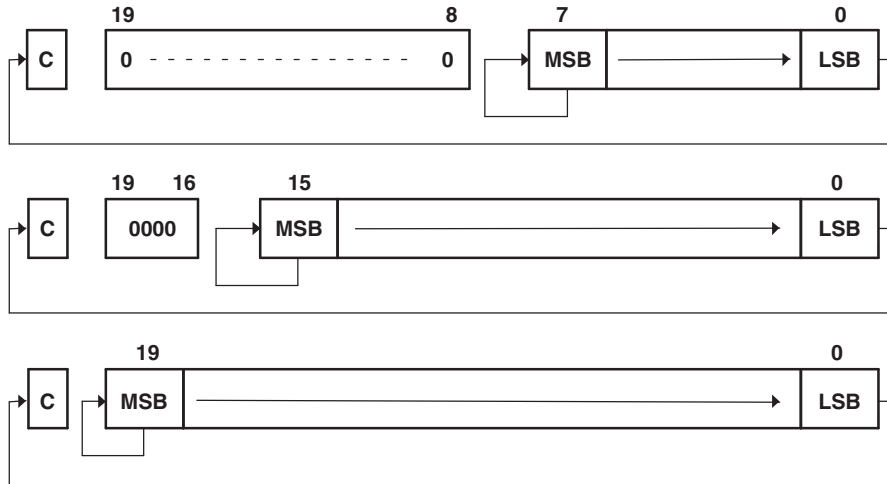 19 8 7 0
C 0 - - - - - - - - - - - - - - - 0 MSB LSB
19 16 15 0
C 0000 MSB LSB
19 0
C MSB LSB